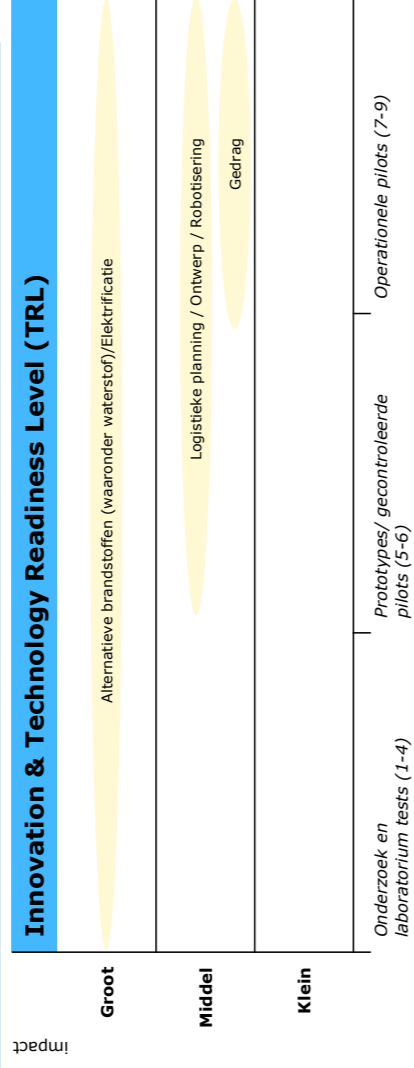 Innovation & Technology Readiness Level (TRL)
impact
Groot
Alternatieve brandstoffen (waaronder waterstof)/Elektrificatie
Middel
Logistieke planning / Ontwerp / Robotisering
Gedrag
Klein
Onderzoek en
laboratorium tests (1-4)
Prototypes/ gecontroleerde
pilots (5-6)
Operationele pilots (7-9)